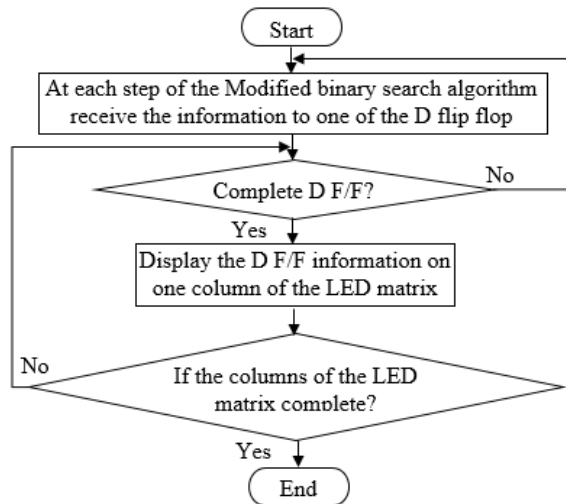 Start
At each step of the Modified binary search algorithm
receive the information to one of the D flip flop
Complete D F/F?
No
Yes
Display the D F/F information on
one column of the LED matrix
No
If the columns of the LED
matrix complete?
Yes
End